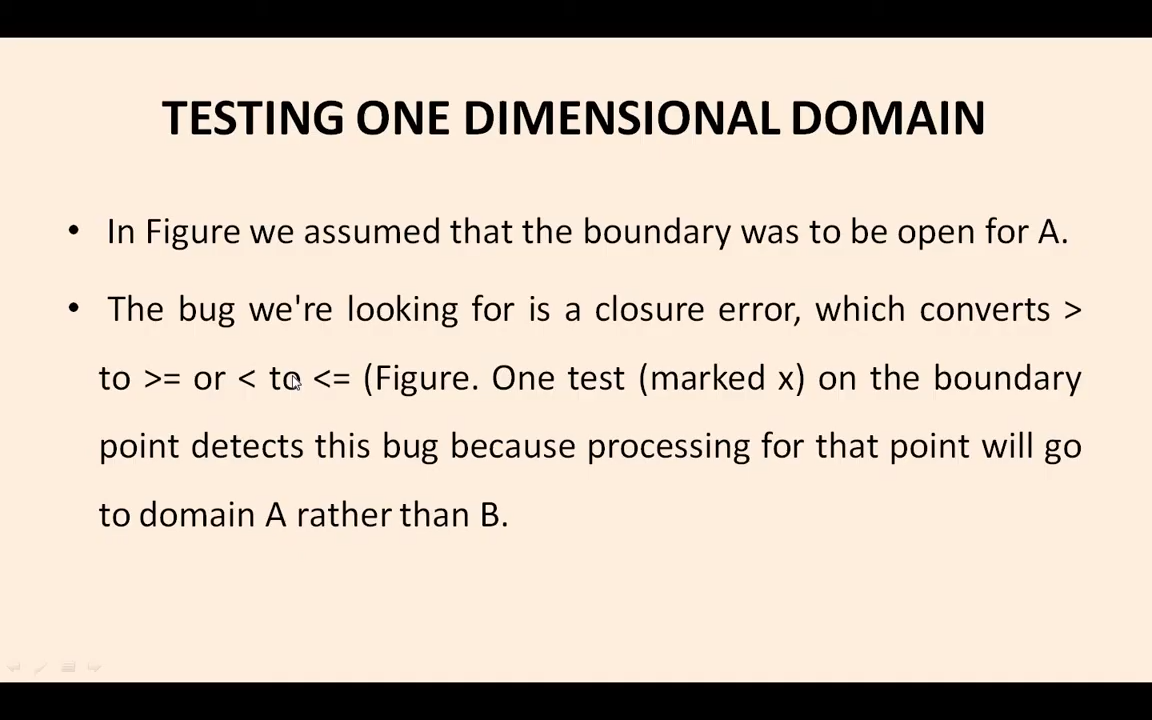 TESTING ONE DIMENSIONAL DOMAIN
• In Figure we assumed that the boundary was to be open for A.
• The bug we're looking for is a closure error, which converts >
to >= or < to <= (Figure. One test (marked x) on the boundary
point detects this bug because processing for that point will go
to domain A rather than B.